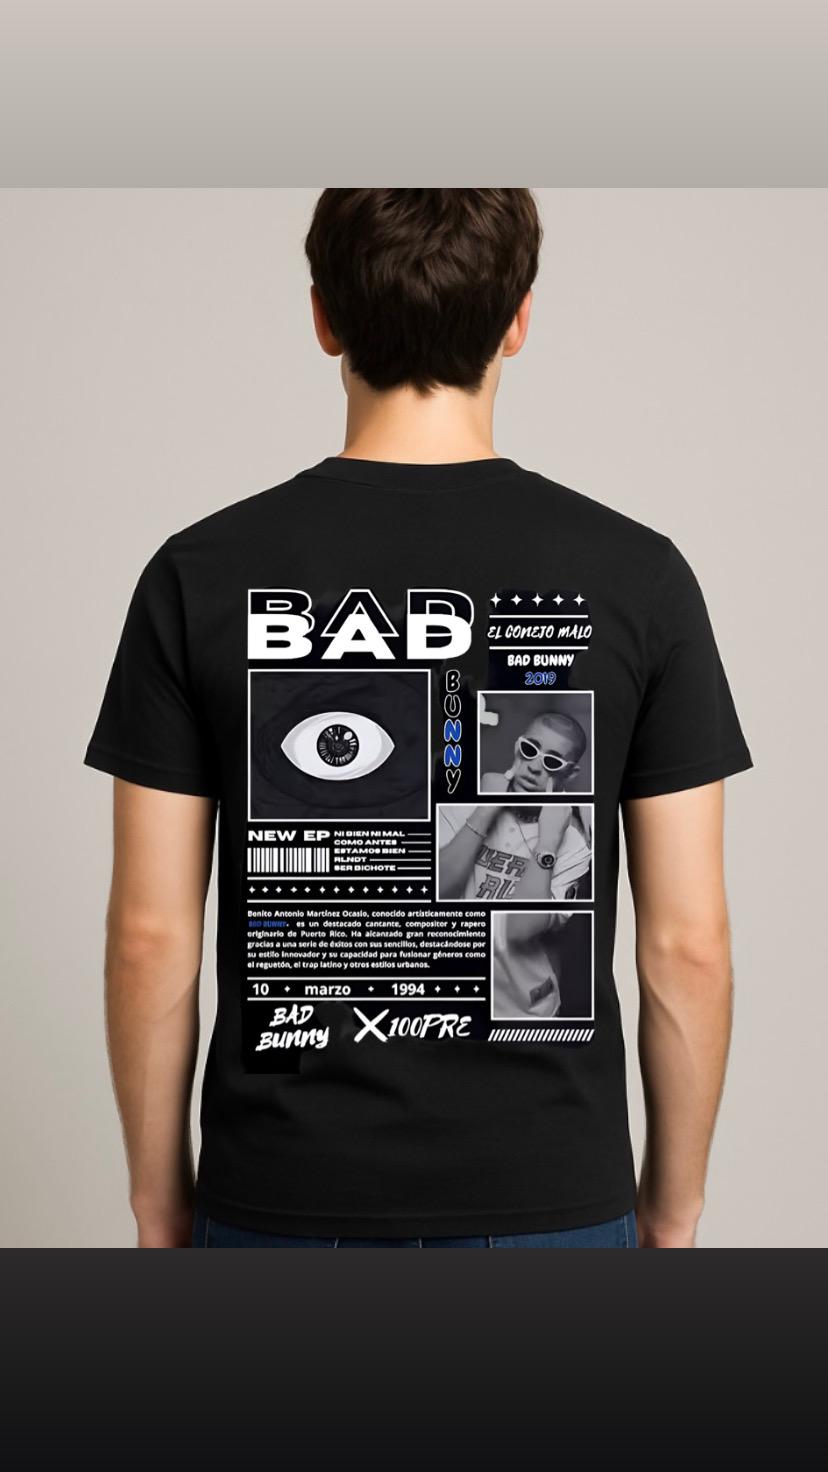 BAD
BAD
EL CONEJO MALO
BAD BUNNY
2019
BUNNY
NEW EP
NI BIEN NI MAL
COMO ANTES
ESTAMOS BIEN
RLNDT
SER BICHOTE
Benito Antonio Martínez Ocasio, conocido artísticamente como
BAD BUNNY. es un destacado cantante, compositor y rapero
originario de Puerto Rico. Ha alcanzado gran reconocimiento
gracias a una serie de éxitos con sus sencillos, destacándose por
su estilo innovador y su capacidad para fusionar géneros como
el reguetón, el trap latino y otros estilos urbanos.
10 marzo 1994
BAD
BUNNY
X100PRE